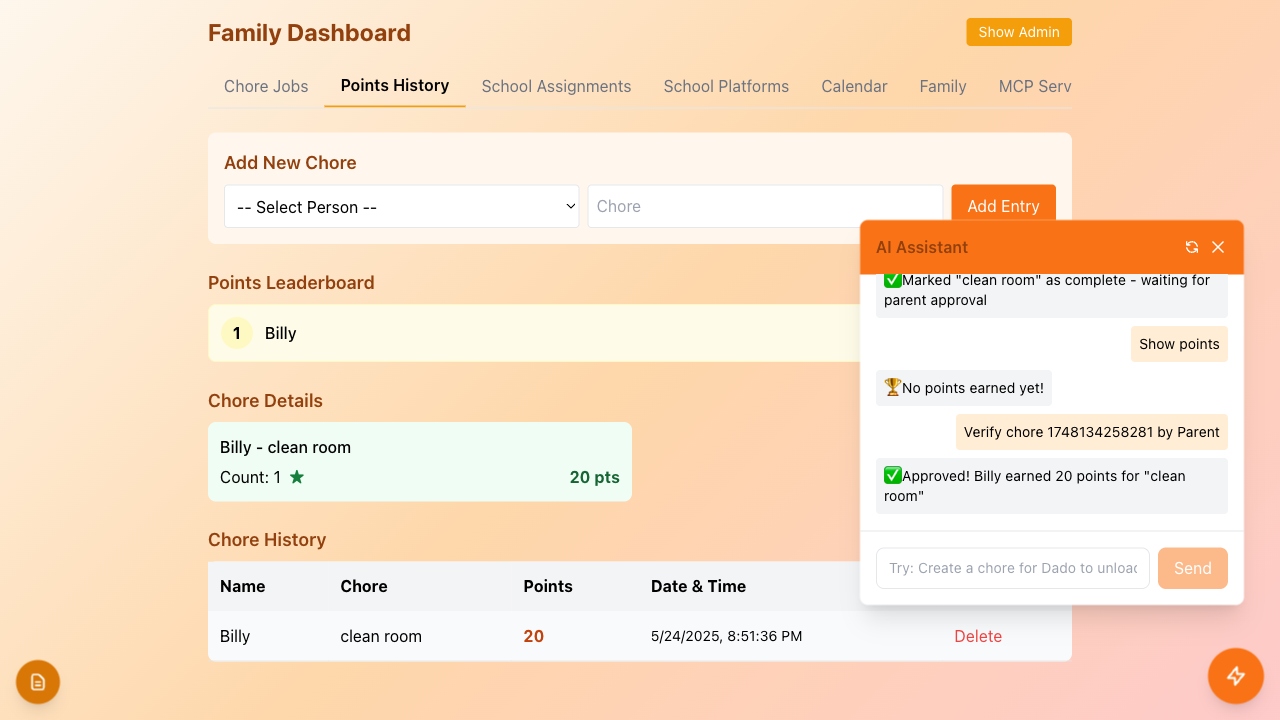 Family Dashboard
Show Admin
Chore Jobs Points History School Assignments School Platforms Calendar Family MCP Serv
Add New Chore
-- Select Person -- Chore Add Entry
Points Leaderboard
1 Billy
Chore Details
Billy - clean room
Count: 1 ★ 20 pts
Chore History
Name Chore Points Date & Time
Billy clean room 20 5/24/2025, 8:51:36 PM Delete
AI Assistant
✅Marked "clean room" as complete - waiting for
parent approval
Show points
🏆No points earned yet!
Verify chore 1748134258281 by Parent
✅Approved! Billy earned 20 points for "clean
room"
Try: Create a chore for Dado to unload
Send